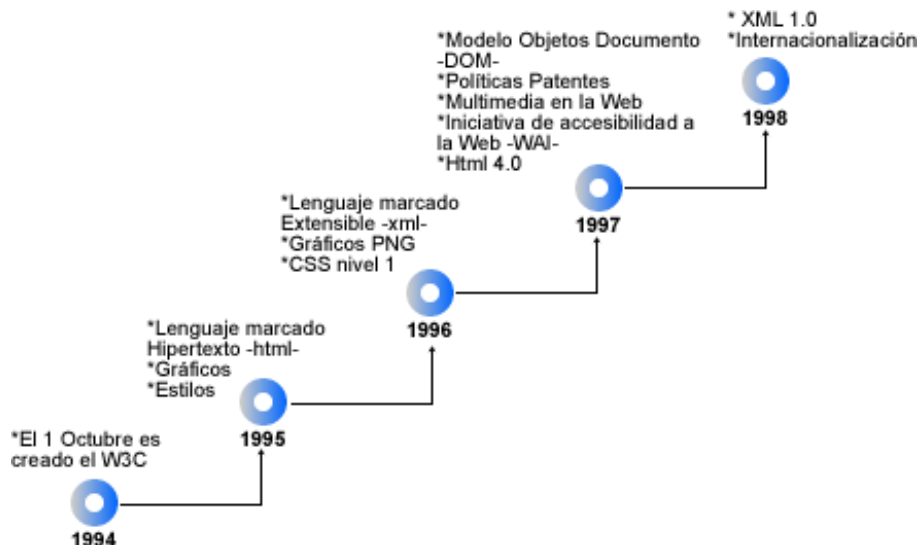 *El 1 Octubre es
creado el W3C
1994
*Lenguaje marcado
Hipertexto -html-
*Gráficos
*Estilos
1995
*Lenguaje marcado
Extensible -xml-
*Gráficos PNG
*CSS nivel 1
1996
*Modelo Objetos Documento
-DOM-
*Políticas Patentes
*Multimedia en la Web
*Iniciativa de accesibilidad a
la Web -WAI-
*Html 4.0
1997
* XML 1.0
*Internacionalización
1998